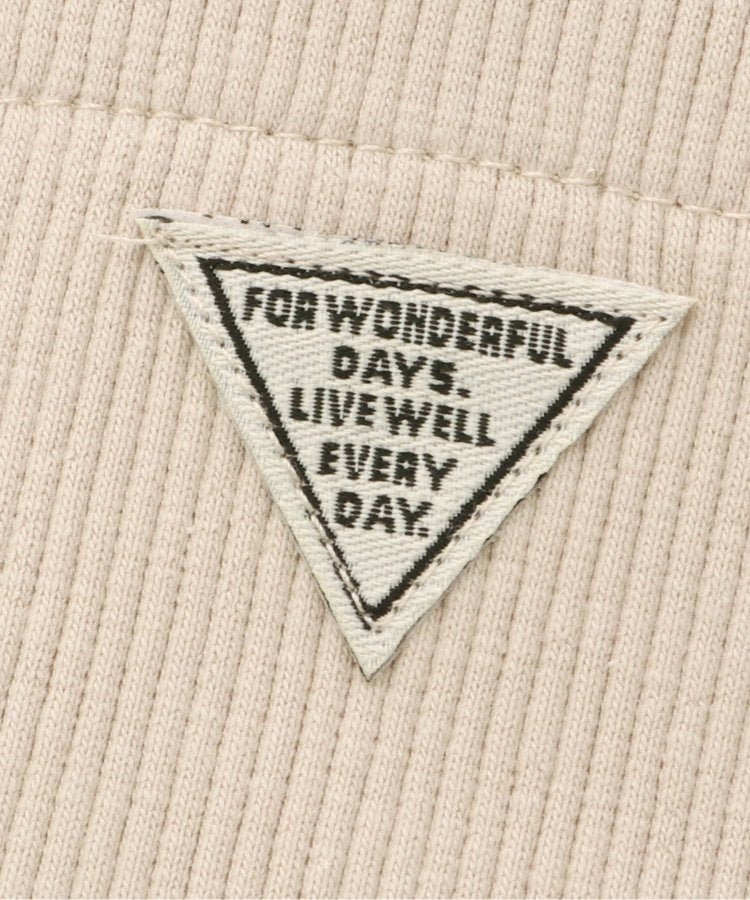 FOR WONDERFUL
DAYS.
LIVE WELL
EVERY
DAY.